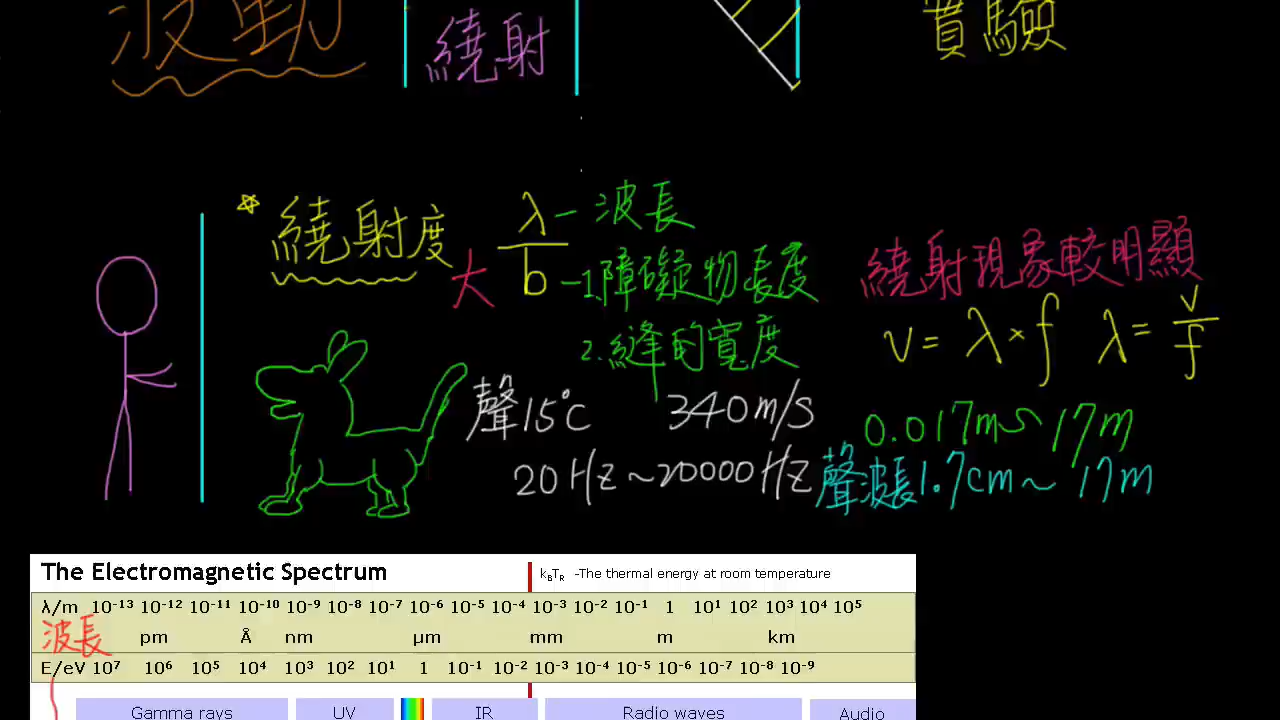 波動 繞射 實驗
繞射度 大 λ/b
λ – 波長
b – 1.障礙物長度
2.縫的寬度
繞射現象較明顯
v = λ × f λ = v/f
聲15°C 340m/s
0.017m ~ 17m
20Hz ~ 20000Hz
聲波長1.7cm ~ 17m
The Electromagnetic Spectrum
kBTR -The thermal energy at room temperature
λ/m 10⁻¹³ 10⁻¹² 10⁻¹¹ 10⁻¹⁰ 10⁻⁹ 10⁻⁸ 10⁻⁷ 10⁻⁶ 10⁻⁵ 10⁻⁴ 10⁻³ 10⁻² 10⁻¹ 1 10¹ 10² 10³ 10⁴ 10⁵
波長 pm Å nm µm mm m km
E/eV 10⁷ 10⁶ 10⁵ 10⁴ 10³ 10² 10¹ 1 10⁻¹ 10⁻² 10⁻³ 10⁻⁴ 10⁻⁵ 10⁻⁶ 10⁻⁷ 10⁻⁸ 10⁻⁹
Gamma rays UV IR Radio waves Audio